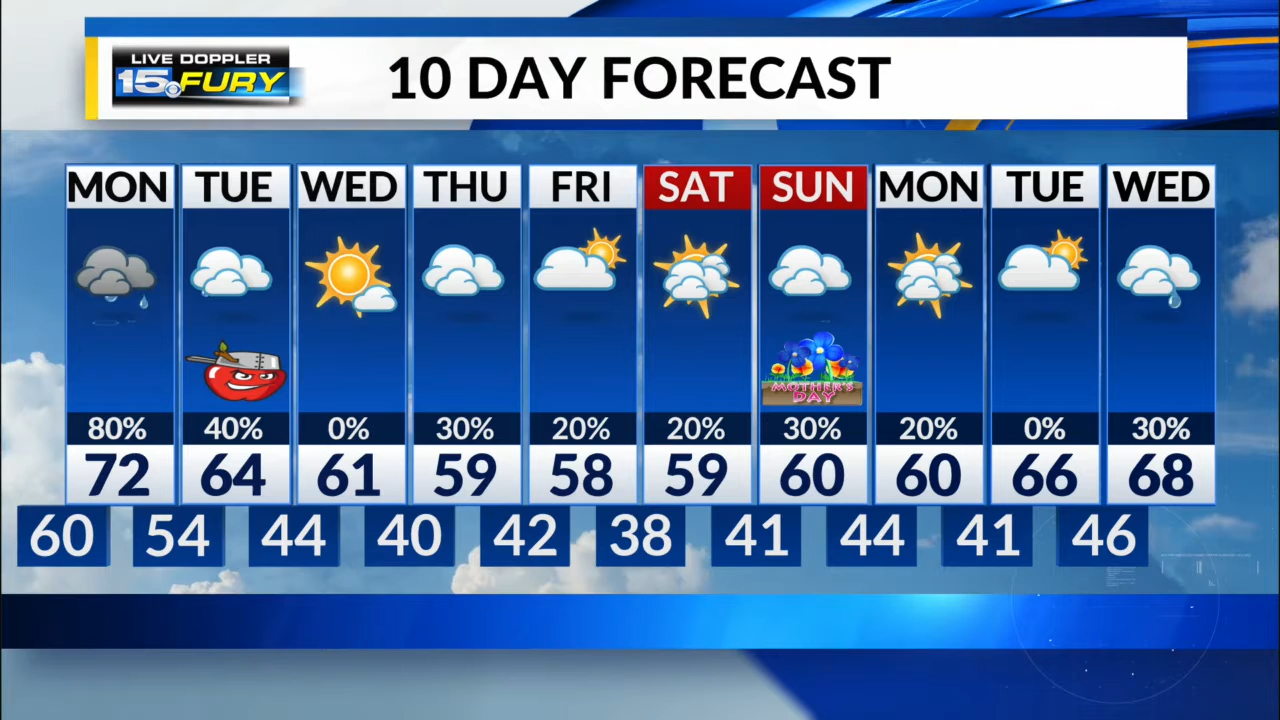 LIVE DOPPLER
15 FURY
10 DAY FORECAST
MON TUE WED THU FRI SAT SUN MON TUE WED
MOTHER'S
DAY
80% 40% 0% 30% 20% 20% 30% 20% 0% 30%
72 64 61 59 58 59 60 60 66 68
60 54 44 40 42 38 41 44 41 46